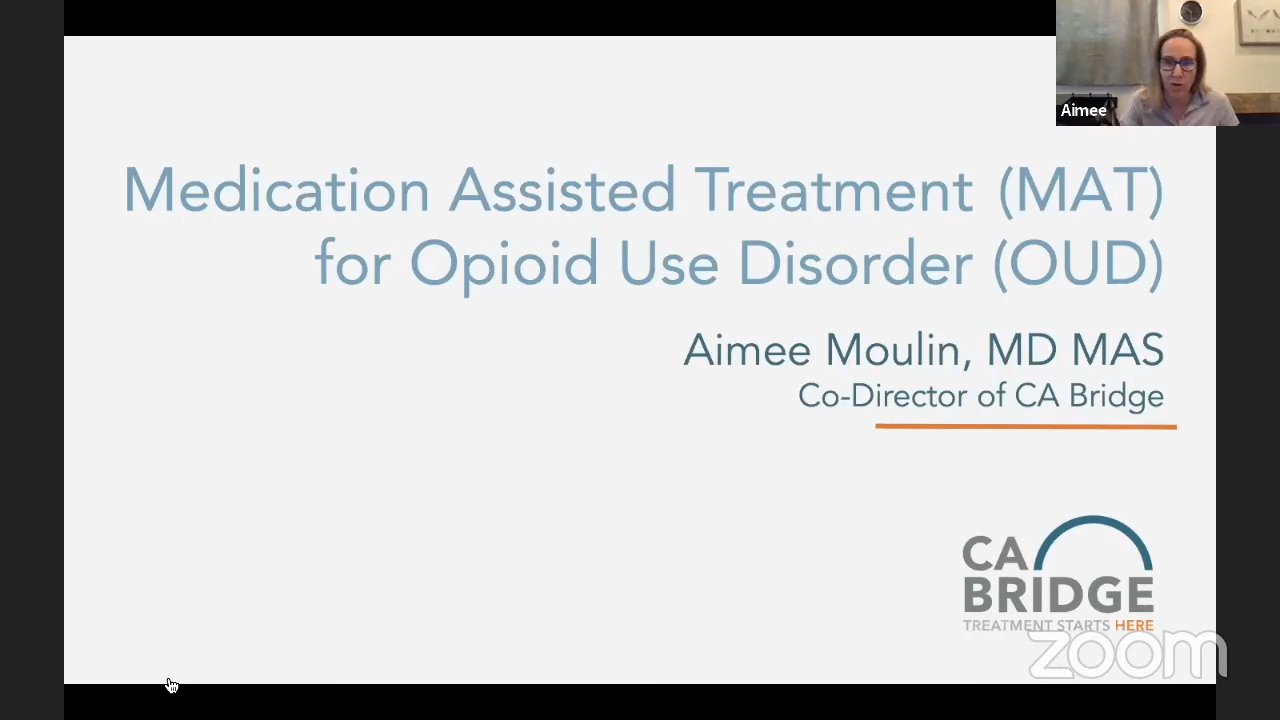 Aimee
Medication Assisted Treatment (MAT)
for Opioid Use Disorder (OUD)
Aimee Moulin, MD MAS
Co-Director of CA Bridge
CA
BRIDGE
TREATMENT STARTS HERE
zoom